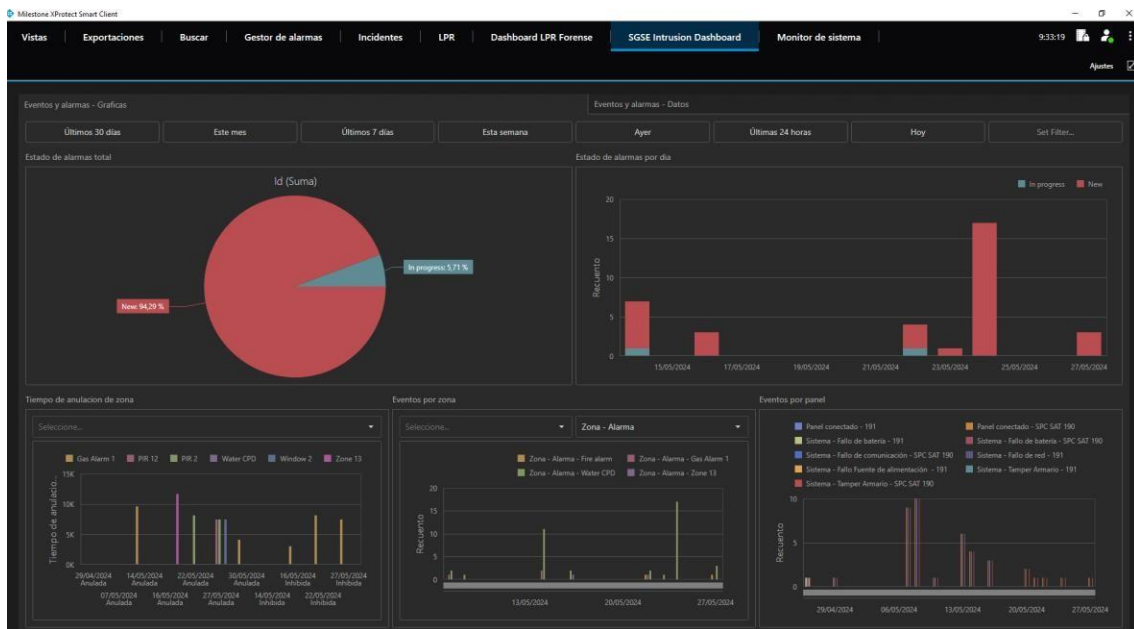 Milestone XProtect Smart Client
Vistas Exportaciones Buscar Gestor de alarmas Incidentes LPR Dashboard LPR Forense SGSE Intrusion Dashboard Monitor de sistema 9:33:19
Ajustes
Eventos y alarmas - Graficas Eventos y alarmas - Datos
Últimos 30 días Este mes Últimos 7 días Esta semana Ayer Últimas 24 horas Hoy Set Filter...
Estado de alarmas total
Id (Suma)
In progress: 5,71 %
New: 94,29 %
Estado de alarmas por dia
In progress New
20
15
10
5
0
Recuento
15/05/2024 17/05/2024 19/05/2024 21/05/2024 23/05/2024 25/05/2024 27/05/2024
Tiempo de anulacion de zona
Seleccione...
Gas Alarm 1 PIR 12 PIR 2 Water CPD Window 2 Zone 13
15K
10K
5K
0K
Tiempo de anulacio...
29/04/2024 14/05/2024 22/05/2024 30/05/2024 16/05/2024 27/05/2024
Anulada Anulada Anulada Anulada Inhibida Inhibida
07/05/2024 16/05/2024 27/05/2024 14/05/2024 22/05/2024
Anulada Anulada Anulada Inhibida Inhibida
Eventos por zona
Seleccione... Zona - Alarma
Zona - Alarma - Fire alarm Zona - Alarma - Gas Alarm 1
Zona - Alarma - Water CPD Zona - Alarma - Zone 13
20
15
10
5
0
Recuento
13/05/2024 20/05/2024 27/05/2024
Eventos por panel
Panel conectado - 191 Panel conectado - SPC SAT 190
Sistema - Fallo de batería - 191 Sistema - Fallo de batería - SPC SAT 190
Sistema - Fallo de comunicación - SPC SAT 190 Sistema - Fallo de red - 191
Sistema - Fallo Fuente de alimentación - 191 Sistema - Tamper Armario - 191
Sistema - Tamper Armario - SPC SAT 190
10
5
0
Recuento
29/04/2024 06/05/2024 13/05/2024 20/05/2024 27/05/2024